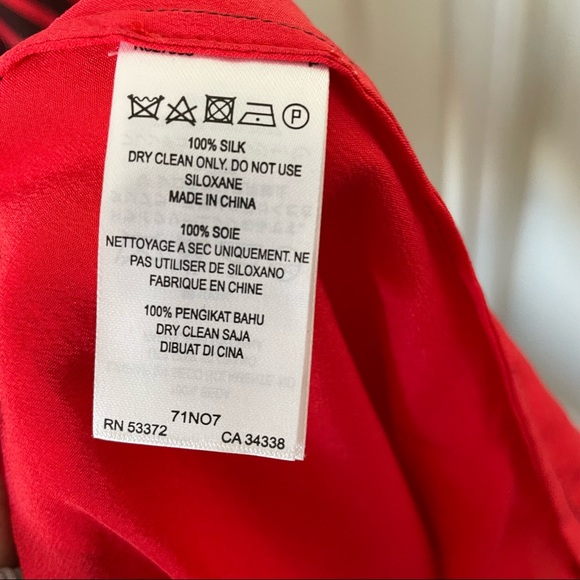 P
100% SILK
DRY CLEAN ONLY. DO NOT USE
SILOXANE
MADE IN CHINA
100% SOIE
NETTOYAGE A SEC UNIQUEMENT. NE
PAS UTILISER DE SILOXANO
FABRIQUE EN CHINE
100% PENGIKAT BAHU
DRY CLEAN SAJA
DIBUAT DI CINA
71NO7
RN 53372 CA 34338